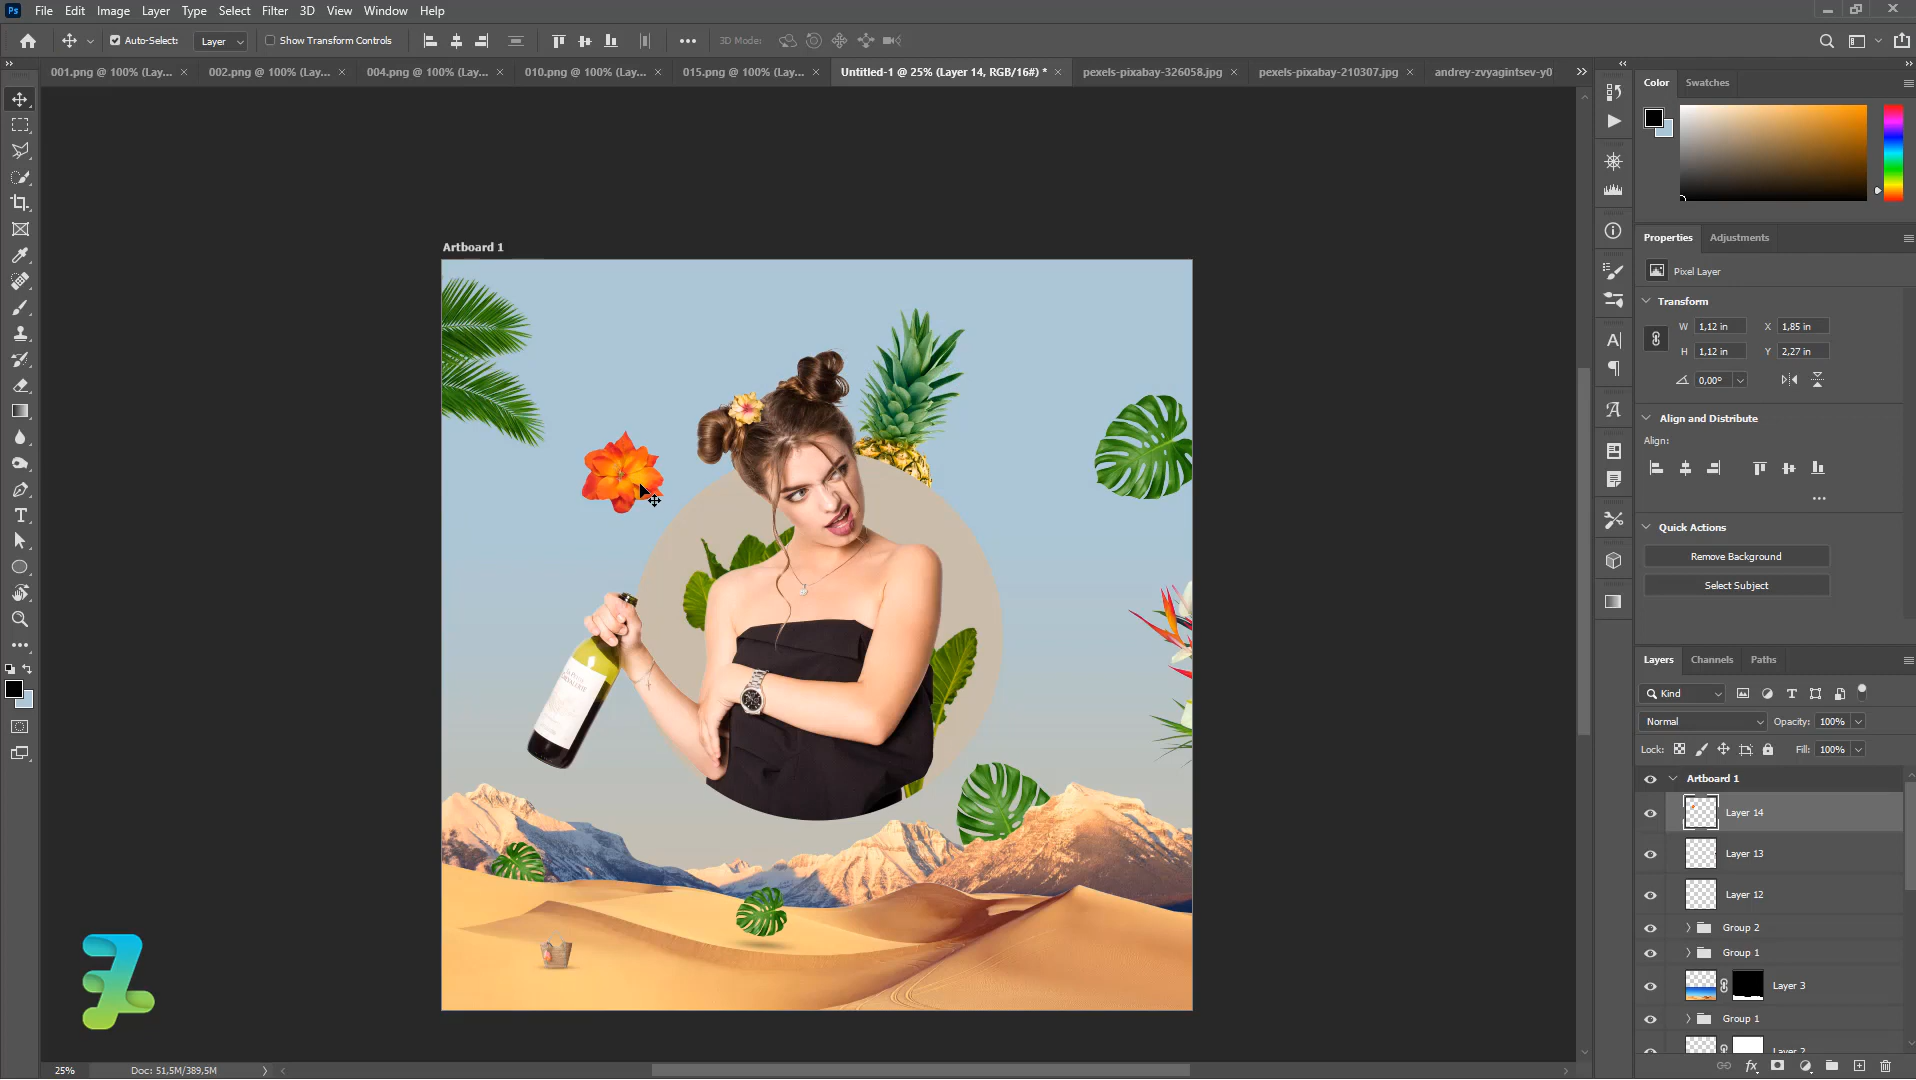 Ps File Edit Image Layer Type Select Filter 3D View Window Help
Auto-Select: Layer Show Transform Controls 3D Mode:
001.png @ 100% (Lay... 002.png @ 100% (Lay... 004.png @ 100% (Lay... 010.png @ 100% (Lay... 015.png @ 100% (Lay... Untitled-1 @ 25% (Layer 14, RGB/16#) * pexels-pixabay-326058.jpg pexels-pixabay-210307.jpg andrey-zvyagintsev-y0
Color Swatches
Artboard 1
Properties Adjustments
Pixel Layer
Transform
W 1,12 in X 1,85 in
H 1,12 in Y 2,27 in
0,00°
Align and Distribute
Align:
Quick Actions
Remove Background
Select Subject
Layers Channels Paths
Kind
Normal Opacity: 100%
Lock: Fill: 100%
Artboard 1
Layer 14
Layer 13
Layer 12
Group 2
Group 1
Layer 3
Group 1
Layer 2
25% Doc: 51,5M/389,5M